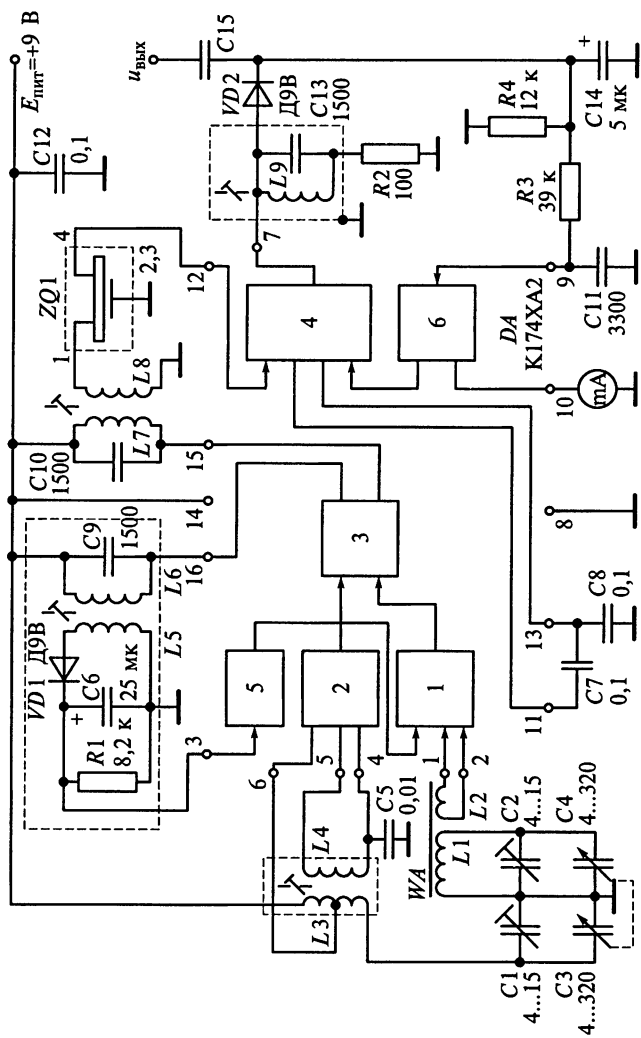 Eпит=+9 В
uвых
C12
0,1
C15
ZQ1
1
4
2,3
12
VD2
Д9В
C13
1500
L9
R2
100
7
R4
12 к
C14
5 мк
+
R3
39 к
C11
3300
9
DA
К174ХА2
4
6
10
mA
L8
L7
C10
1500
15
14
16
C9
1500
L6
L5
VD1 Д9В
C6
25 мк
+
R1
8,2 к
3
3
5
2
1
8
C8
0,1
13
C7
0,1
11
6
5
4
C5
0,01
L4
L3
WA
L1
L2
1
2
C2
4...15
C4
4...320
C1
4...15
C3
4...320